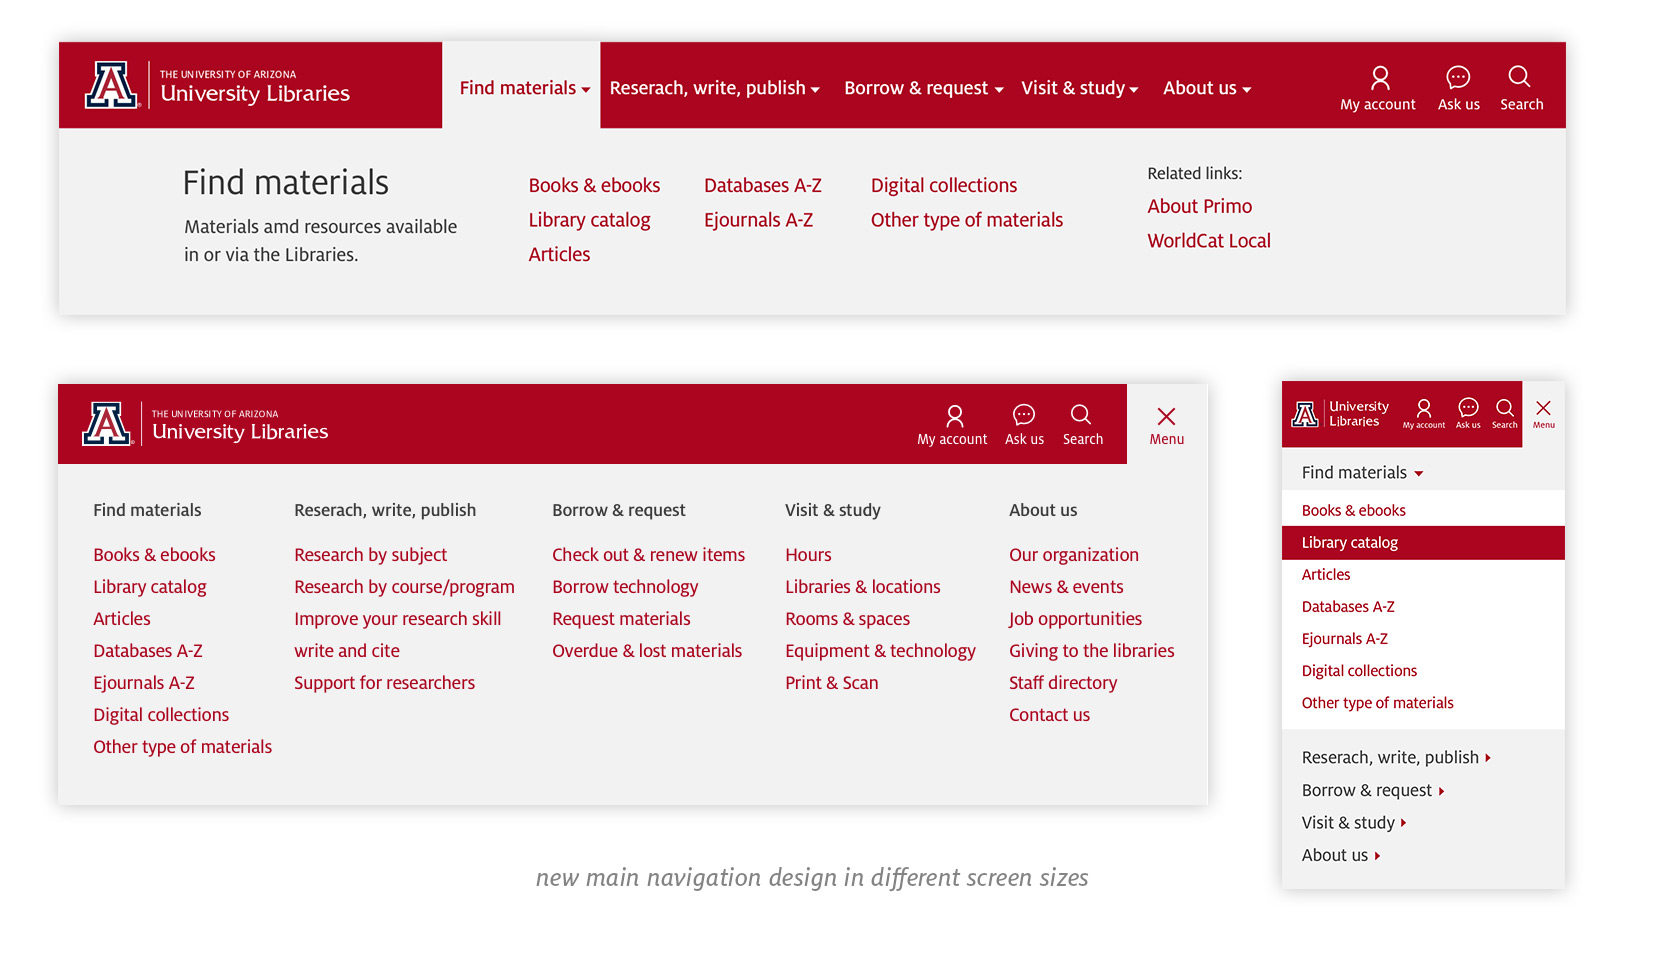 THE UNIVERSITY OF ARIZONA
University Libraries
Find materials
Reserach, write, publish
Borrow & request
Visit & study
About us
My account
Ask us
Search
Find materials
Materials amd resources available
in or via the Libraries.
Books & ebooks
Library catalog
Articles
Databases A-Z
Ejournals A-Z
Digital collections
Other type of materials
Related links:
About Primo
WorldCat Local
THE UNIVERSITY OF ARIZONA
University Libraries
My account
Ask us
Search
Menu
Find materials
Books & ebooks
Library catalog
Articles
Databases A-Z
Ejournals A-Z
Digital collections
Other type of materials
Reserach, write, publish
Research by subject
Research by course/program
Improve your research skill
write and cite
Support for researchers
Borrow & request
Check out & renew items
Borrow technology
Request materials
Overdue & lost materials
Visit & study
Hours
Libraries & locations
Rooms & spaces
Equipment & technology
Print & Scan
About us
Our organization
News & events
Job opportunities
Giving to the libraries
Staff directory
Contact us
University
Libraries
My account
Ask us
Search
Menu
Find materials
Books & ebooks
Library catalog
Articles
Databases A-Z
Ejournals A-Z
Digital collections
Other type of materials
Reserach, write, publish
Borrow & request
Visit & study
About us
new main navigation design in different screen sizes